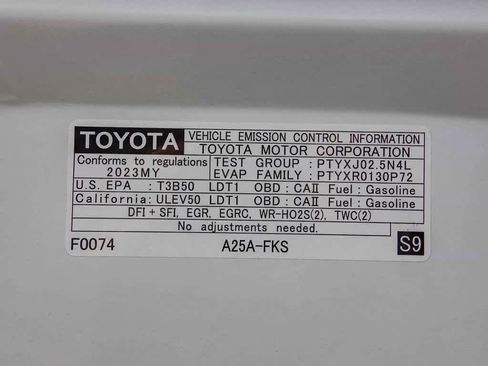 TOYOTA VEHICLE EMISSION CONTROL INFORMATION
TOYOTA MOTOR CORPORATION
Conforms to regulations TEST GROUP : PTYXJ02.5N4L
2023MY EVAP FAMILY : PTYXR0130P72
U.S. EPA : T3B50 LDT1 OBD : CAII Fuel : Gasoline
California: ULEV50 LDT1 OBD : CAII Fuel : Gasoline
DFI + SFI, EGR, EGRC, WR-HO2S(2), TWC(2)
No adjustments needed.
F0074 A25A-FKS S9